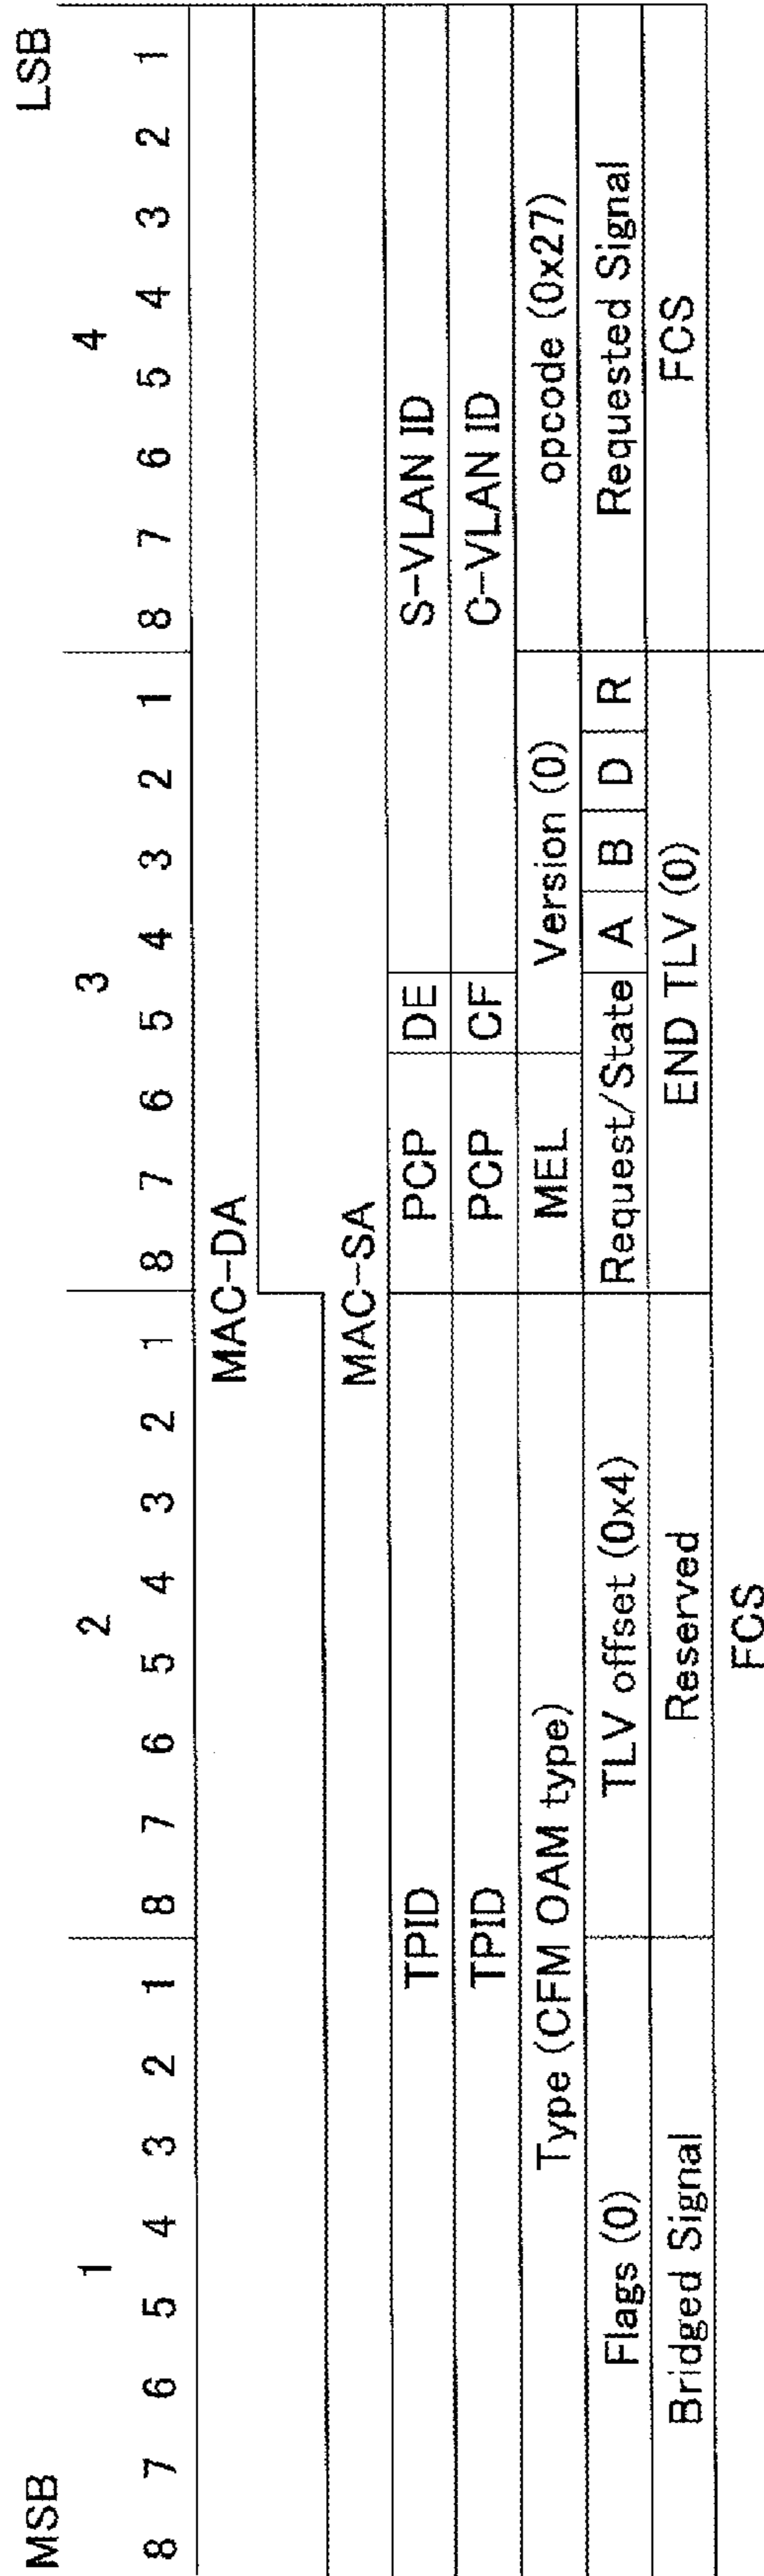 MSB LSB
1 2 3 4
8 7 6 5 4 3 2 1 8 7 6 5 4 3 2 1 8 7 6 5 4 3 2 1 8 7 6 5 4 3 2 1
MAC-DA
MAC-SA
TPID PCP DE S-VLAN ID
TPID PCP CF C-VLAN ID
Type (CFM OAM type) MEL Version (0) opcode (0x27)
Flags (0) TLV offset (0x4) Request/State A B D R Requested Signal
Bridged Signal Reserved END TLV (0) FCS
FCS